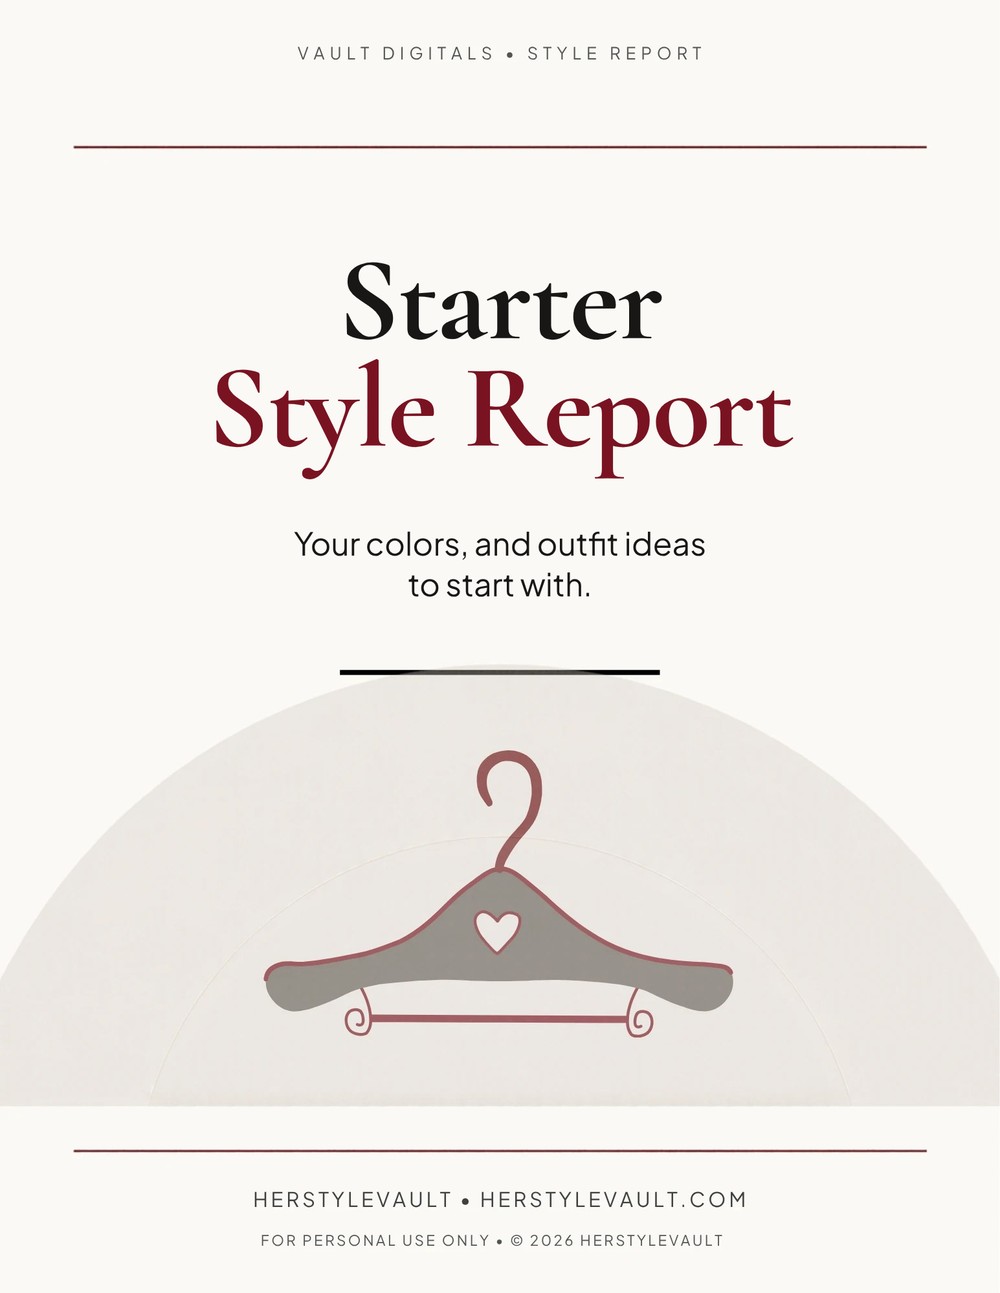 VAULT DIGITALS • STYLE REPORT
Starter
Style Report
Your colors, and outfit ideas
to start with.
HERSTYLEVAULT • HERSTYLEVAULT.COM
FOR PERSONAL USE ONLY • © 2026 HERSTYLEVAULT